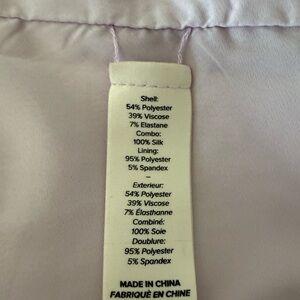 Shell:
54% Polyester
39% Viscose
7% Elastane
Combo:
100% Silk
Lining:
95% Polyester
5% Spandex
–
Exterieur:
54% Polyester
39% Viscose
7% Élasthanne
Combiné:
100% Soie
Doublure:
95% Polyester
5% Spandex
MADE IN CHINA
FABRIQUÉ EN CHINE